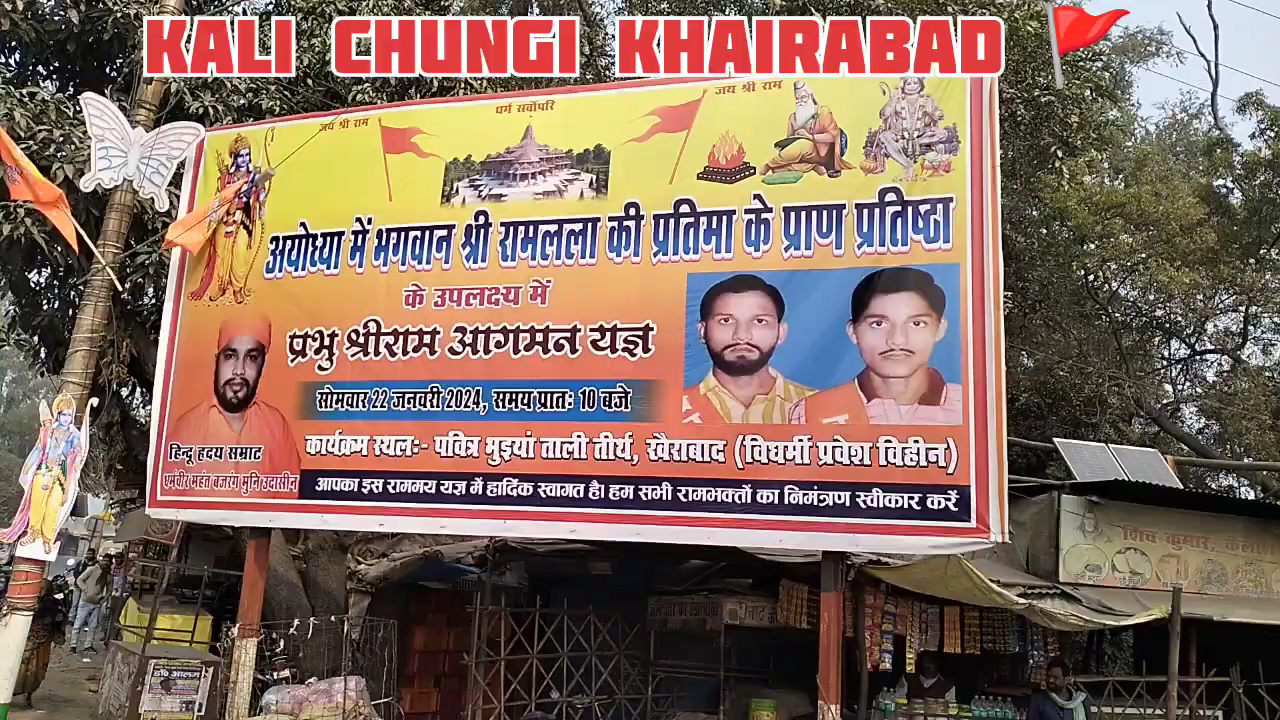 KALI CHUNGI KHAIRABAD
जय श्री राम
धर्म सर्वोपरि
जय श्री राम
अयोध्या में भगवान श्री रामलला की प्रतिमा के प्राण प्रतिष्ठा
के उपलक्ष्य में
प्रभु श्रीराम आगमन यज्ञ
सोमवार 22 जनवरी 2024, समय प्रातः 10 बजे
हिन्दू हृदय सम्राट
धर्मवीर महंत बजरंग मुनि उदासीन
कार्यक्रम स्थलः- पवित्र भुइयां ताली तीर्थ, खैराबाद (विधर्मी प्रवेश विहीन)
आपका इस राममय यज्ञ में हार्दिक स्वागत है। हम सभी रामभक्तों का निमंत्रण स्वीकार करें
शिव कुमार,
डॉ० आलम